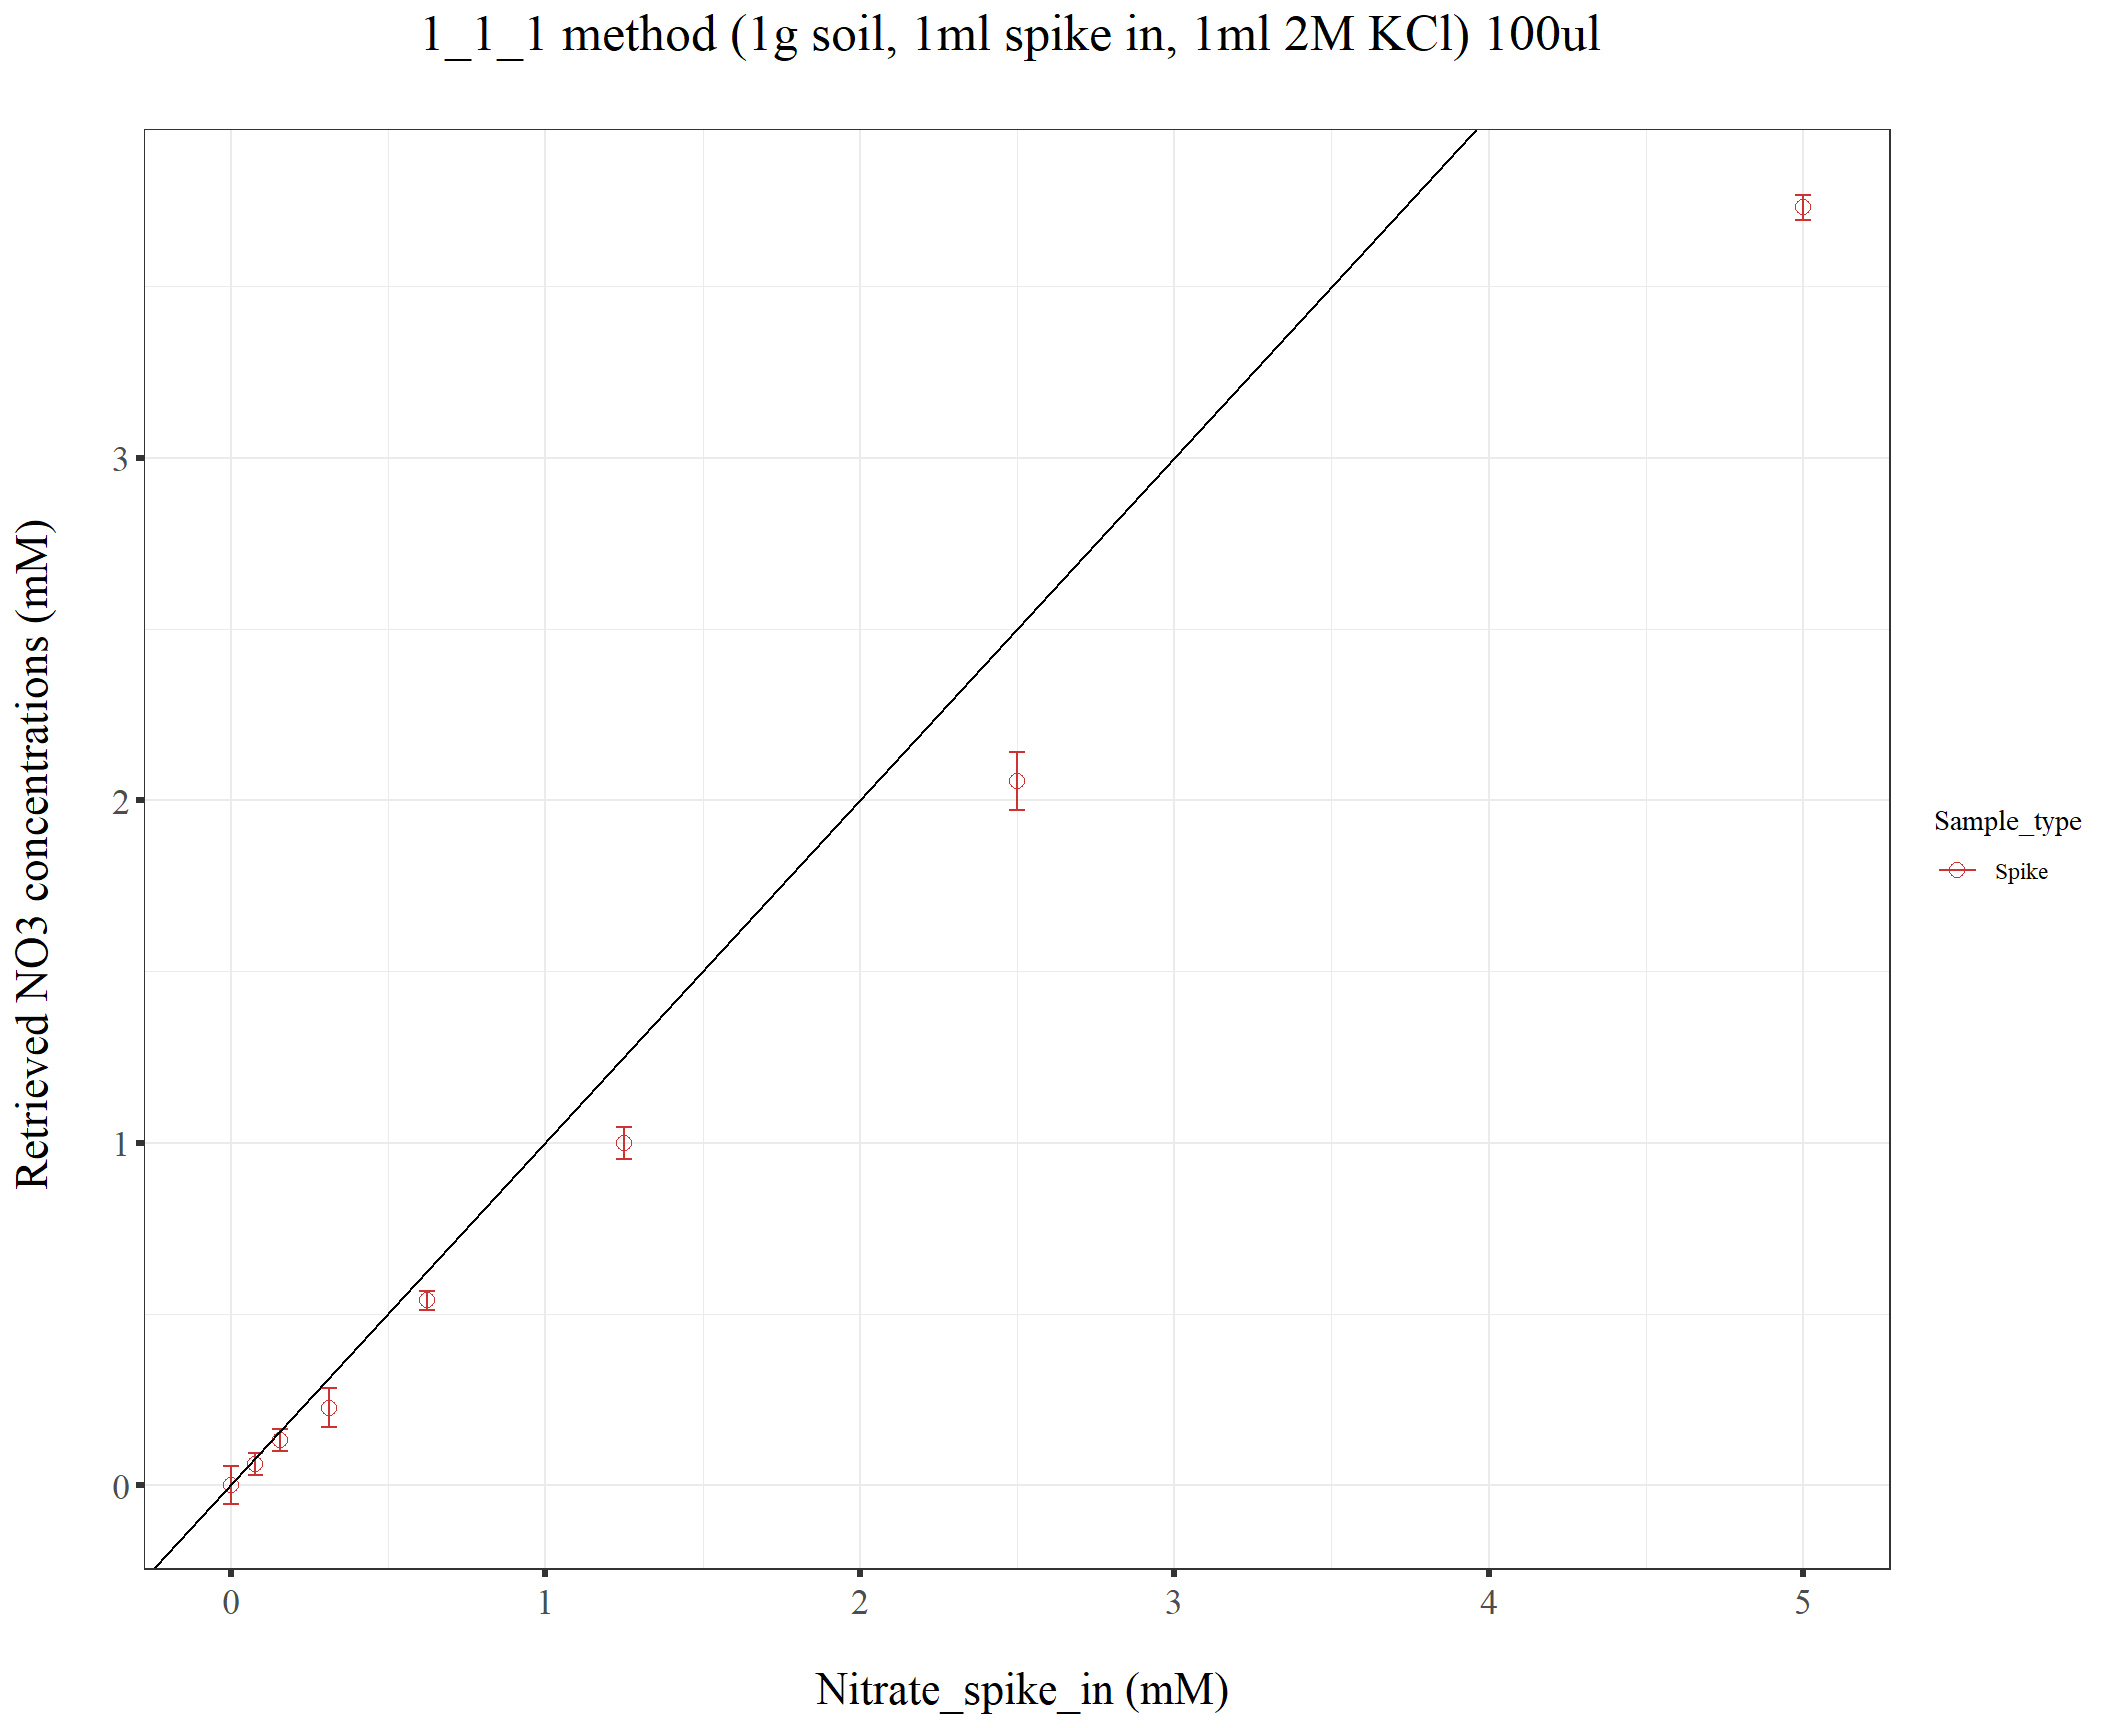 1_1_1 method (1g soil, 1ml spike in, 1ml 2M KCl) 100ul
Retrieved NO3 concentrations (mM)
3
2
1
0
0 1 2 3 4 5
Nitrate_spike_in (mM)
Sample_type
Spike